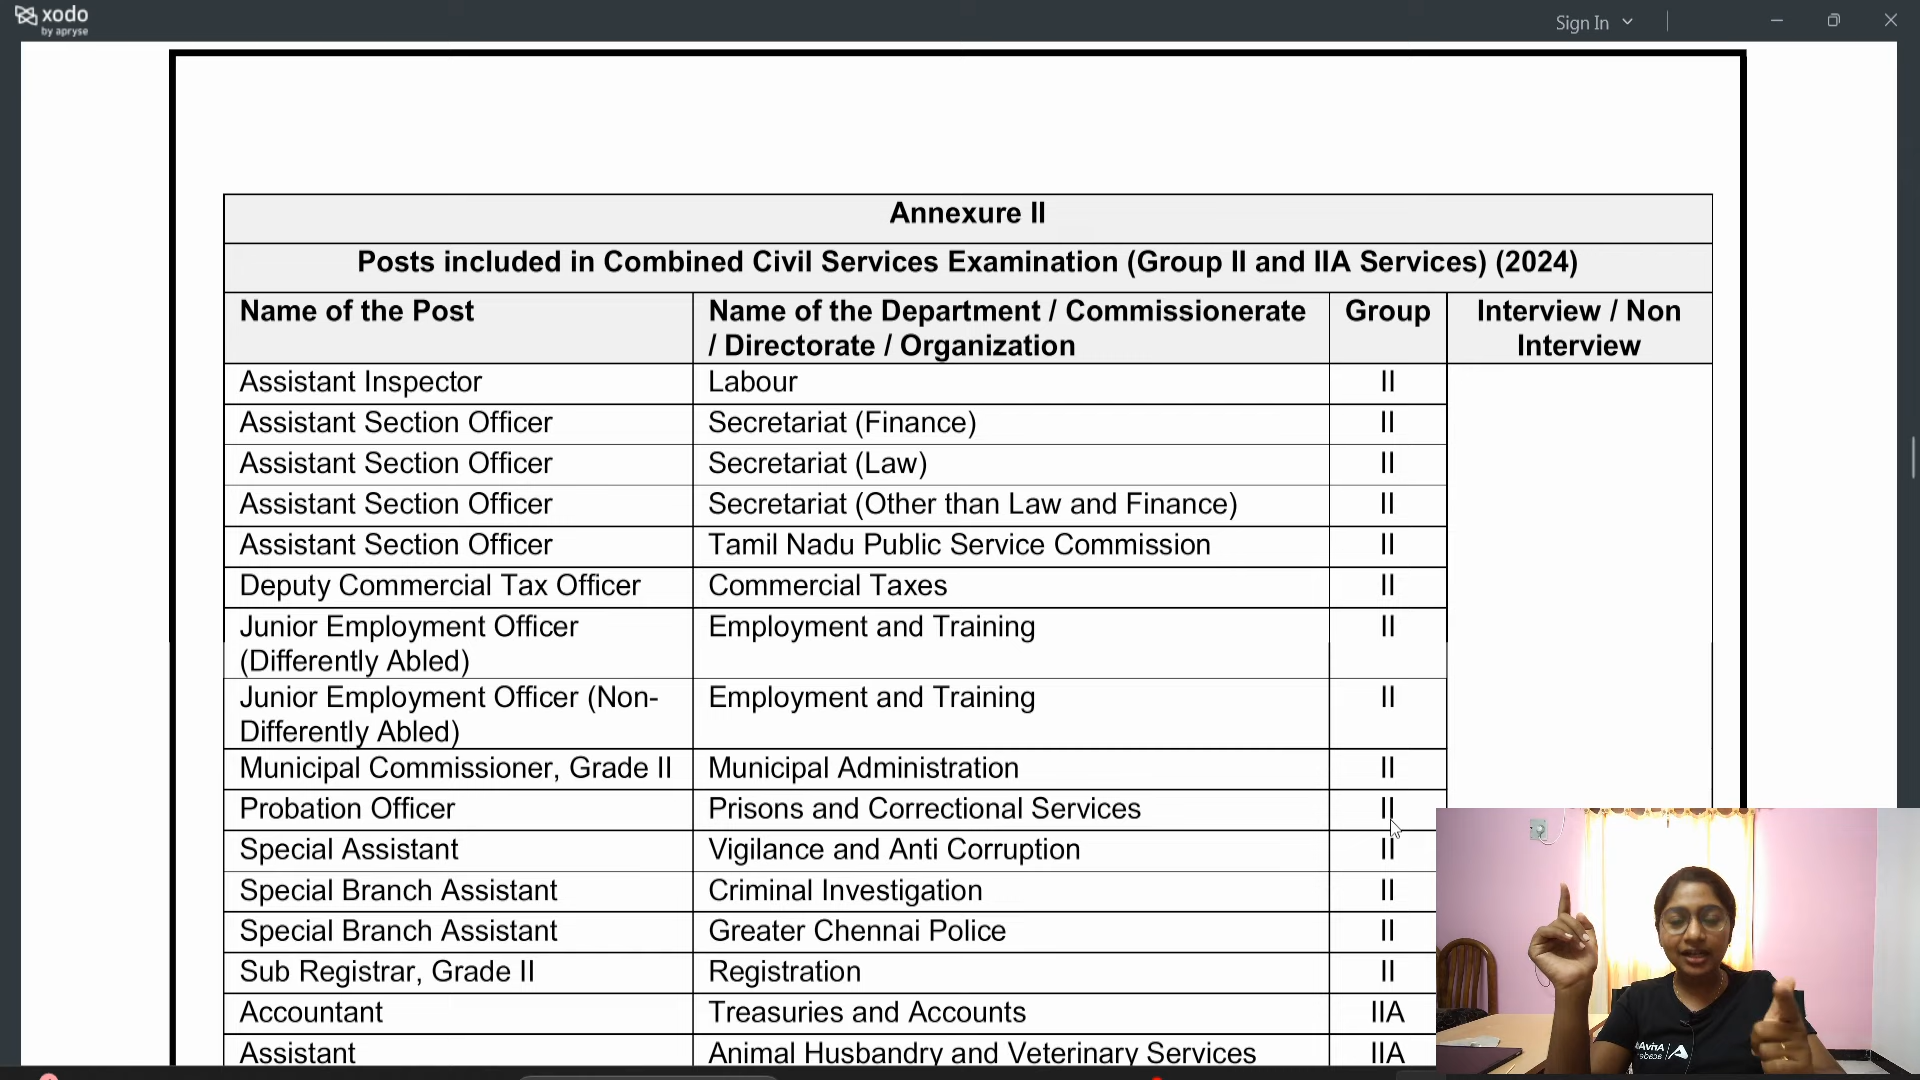 xodo
by apryse
Sign In
Annexure II
Posts included in Combined Civil Services Examination (Group II and IIA Services) (2024)
Name of the Post Name of the Department / Commissionerate / Directorate / Organization Group Interview / Non Interview
Assistant Inspector Labour II
Assistant Section Officer Secretariat (Finance) II
Assistant Section Officer Secretariat (Law) II
Assistant Section Officer Secretariat (Other than Law and Finance) II
Assistant Section Officer Tamil Nadu Public Service Commission II
Deputy Commercial Tax Officer Commercial Taxes II
Junior Employment Officer Employment and Training II
(Differently Abled)
Junior Employment Officer (Non- Employment and Training II
Differently Abled)
Municipal Commissioner, Grade II Municipal Administration II
Probation Officer Prisons and Correctional Services II
Special Assistant Vigilance and Anti Corruption II
Special Branch Assistant Criminal Investigation II
Special Branch Assistant Greater Chennai Police II
Sub Registrar, Grade II Registration II
Accountant Treasuries and Accounts IIA
Assistant Animal Husbandry and Veterinary Services IIA